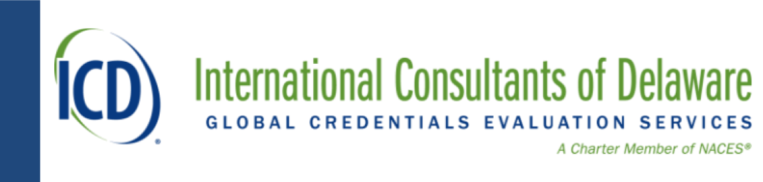 ICD
International Consultants of Delaware
GLOBAL CREDENTIALS EVALUATION SERVICES
A Charter Member of NACES®